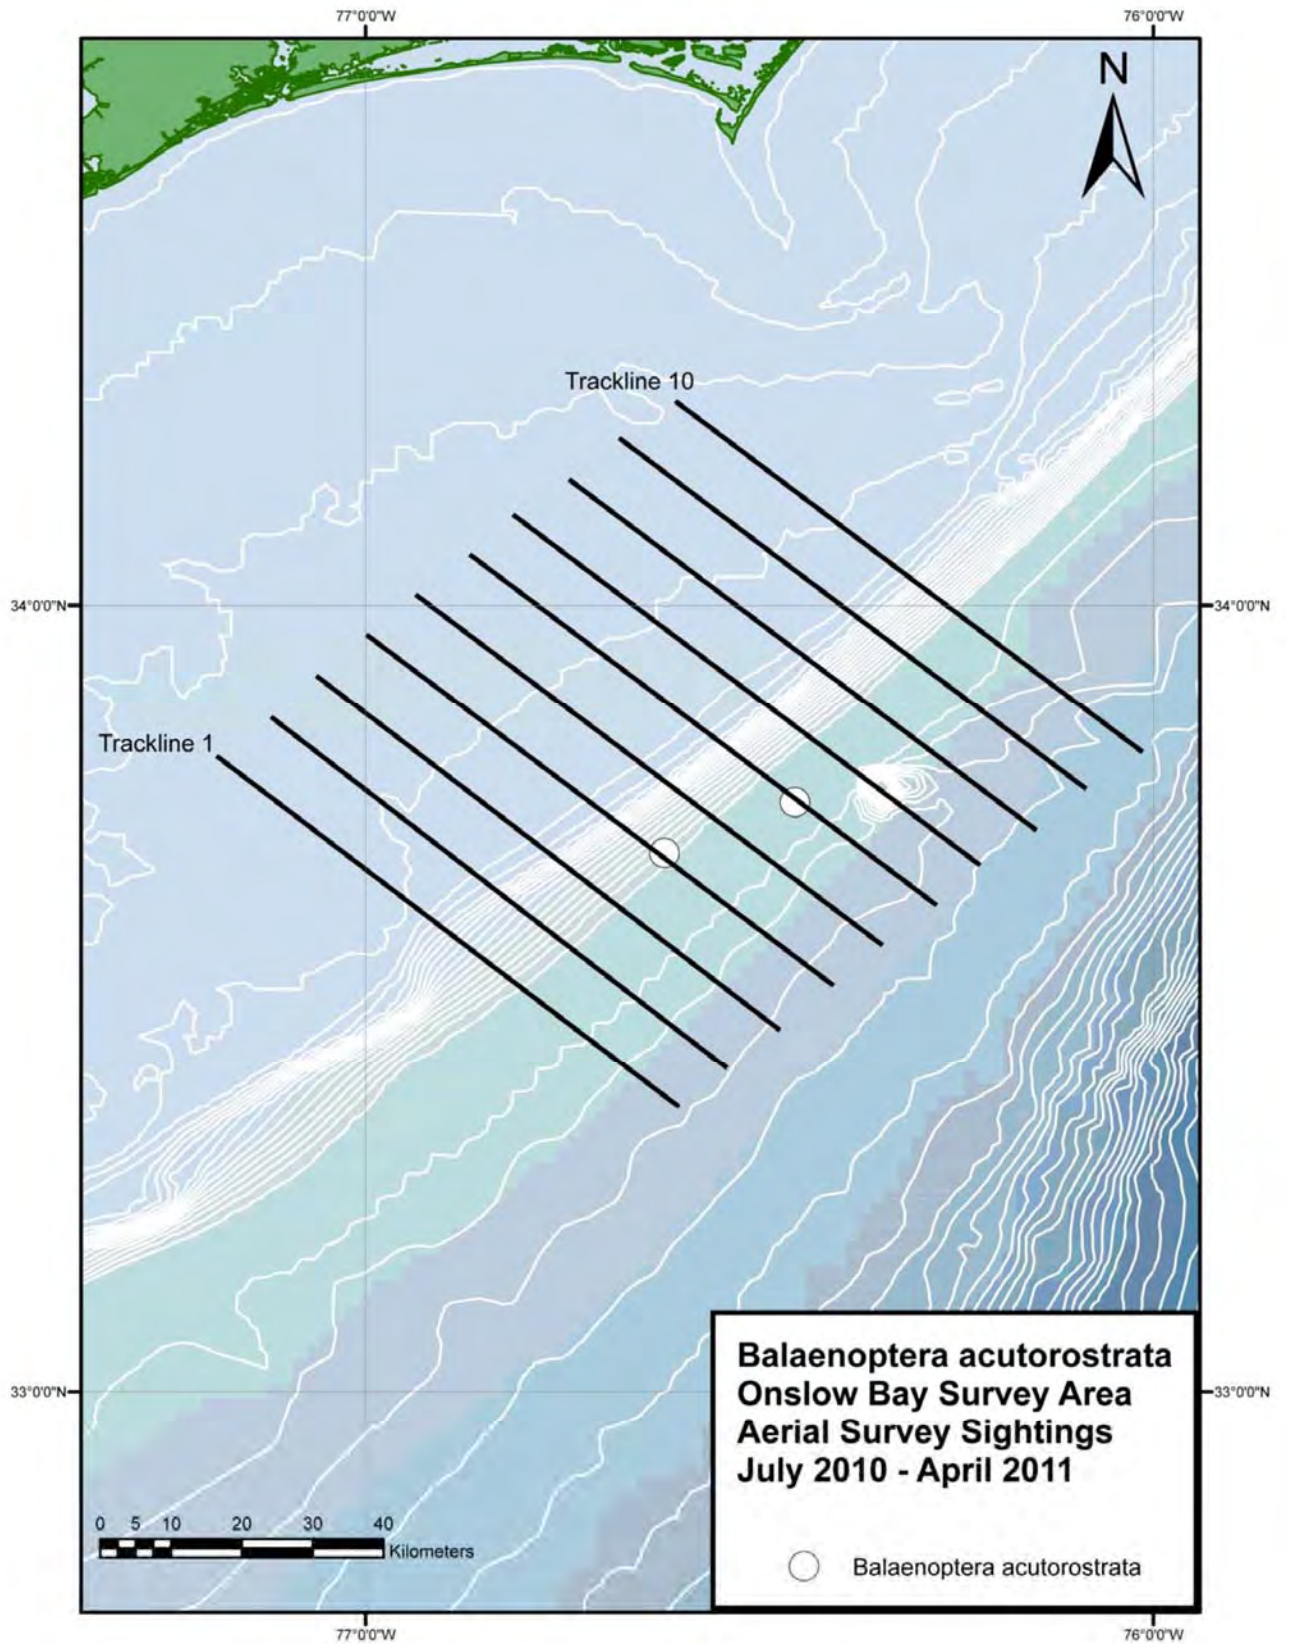 77°0'0"W
76°0'0"W
N
Trackline 10
34°0'0"N
34°0'0"N
Trackline 1
33°0'0"N
33°0'0"N
Balaenoptera acutorostrata
Onslow Bay Survey Area
Aerial Survey Sightings
July 2010 - April 2011
0 5 10 20 30 40
Kilometers
Balaenoptera acutorostrata
77°0'0"W
76°0'0"W